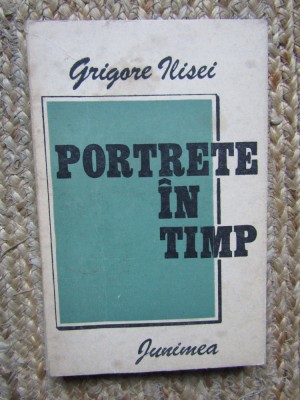 Grigore Ilisei
PORTRETE
ÎN
TIMP
Junimea